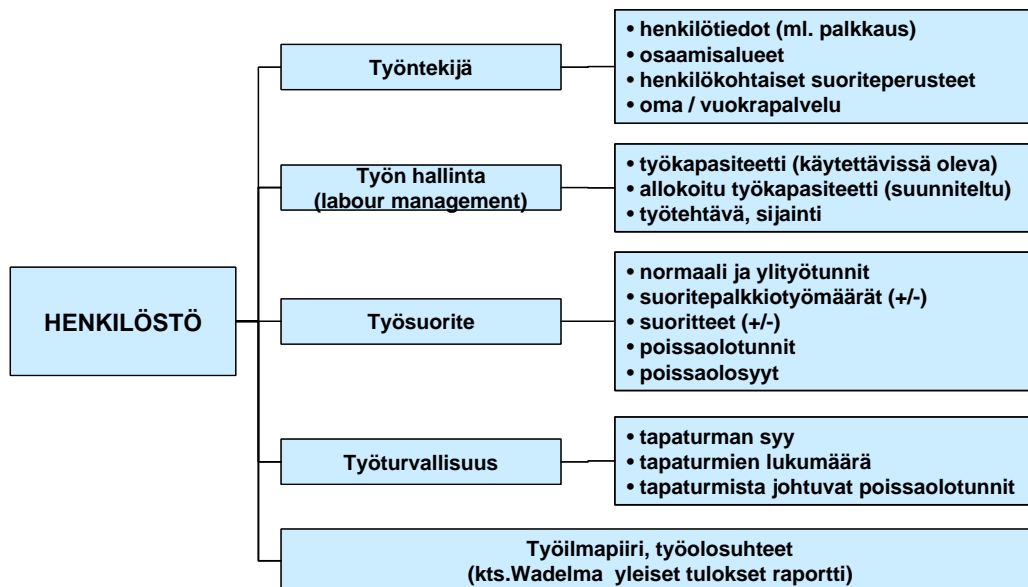 HENKILÖSTÖ
Työntekijä
• henkilötiedot (ml. palkkaus)
• osaamisalueet
• henkilökohtaiset suoriteperusteet
• oma / vuokrapalvelu
Työn hallinta
(labour management)
• työkapasiteetti (käytettävissä oleva)
• allokoitu työkapasiteetti (suunniteltu)
• työtehtävä, sijainti
Työsuorite
• normaali ja ylityötunnit
• suoritepalkkiotyömäärät (+/-)
• suoritteet (+/-)
• poissaolotunnit
• poissaolosyyt
Työturvallisuus
• tapaturman syy
• tapaturmien lukumäärä
• tapaturmista johtuvat poissaolotunnit
Työilmapiiri, työolosuhteet
(kts.Wadelma yleiset tulokset raportti)